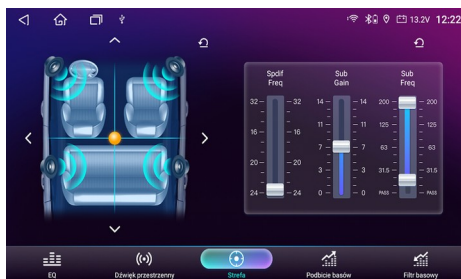 13.2V 12:22
Spdif Freq
Sub Gain
Sub Freq
32 32 14 14 200 200
11 11 125 125
16 16 7 7 63 63
20 20 3 3 31.5 31.5
24 24 0 0 PASS PASS
EQ Dźwięk przestrzenny Strefa Podbicie basów Filtr basowy